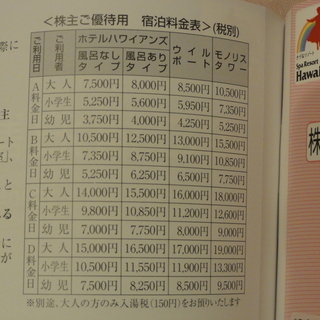 ＜株主ご優待用　宿泊料金表＞(税別)
ご利用日 ご利用者 ホテルハワイアンズ ウイルポート モノリスタワー
風呂なしタイプ 風呂ありタイプ
A料金日 大人 7,500円 8,000円 8,500円 10,500円
小学生 5,250円 5,600円 5,950円 7,350円
幼児 3,750円 4,000円 4,250円 5,250円
B料金日 大人 10,500円 12,500円 13,000円 15,500円
小学生 7,350円 8,750円 9,100円 10,850円
幼児 5,250円 6,250円 6,500円 7,750円
C料金日 大人 14,000円 15,500円 16,000円 18,000円
小学生 9,800円 10,850円 11,200円 12,600円
幼児 7,000円 7,750円 8,000円 9,000円
D料金日 大人 15,000円 16,500円 17,000円 19,000円
小学生 10,500円 11,550円 11,900円 13,300円
幼児 7,500円 8,250円 8,500円 9,500円
※別途、大人の方のみ入湯税（150円）をお預りいたします
Spa Resort
Hawai
株